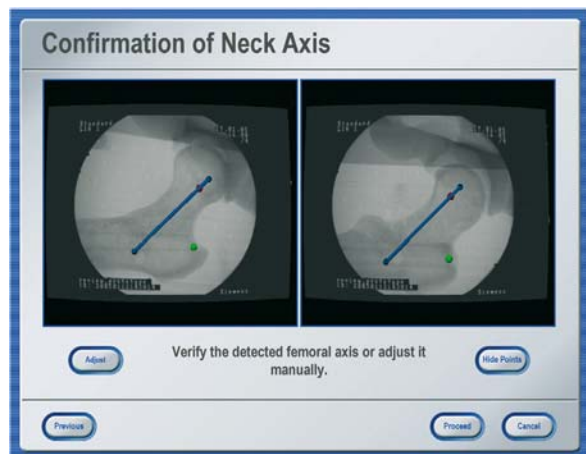 Confirmation of Neck Axis
Adjust
Verify the detected femoral axis or adjust it
manually.
Hide Points
Previous
Proceed
Cancel